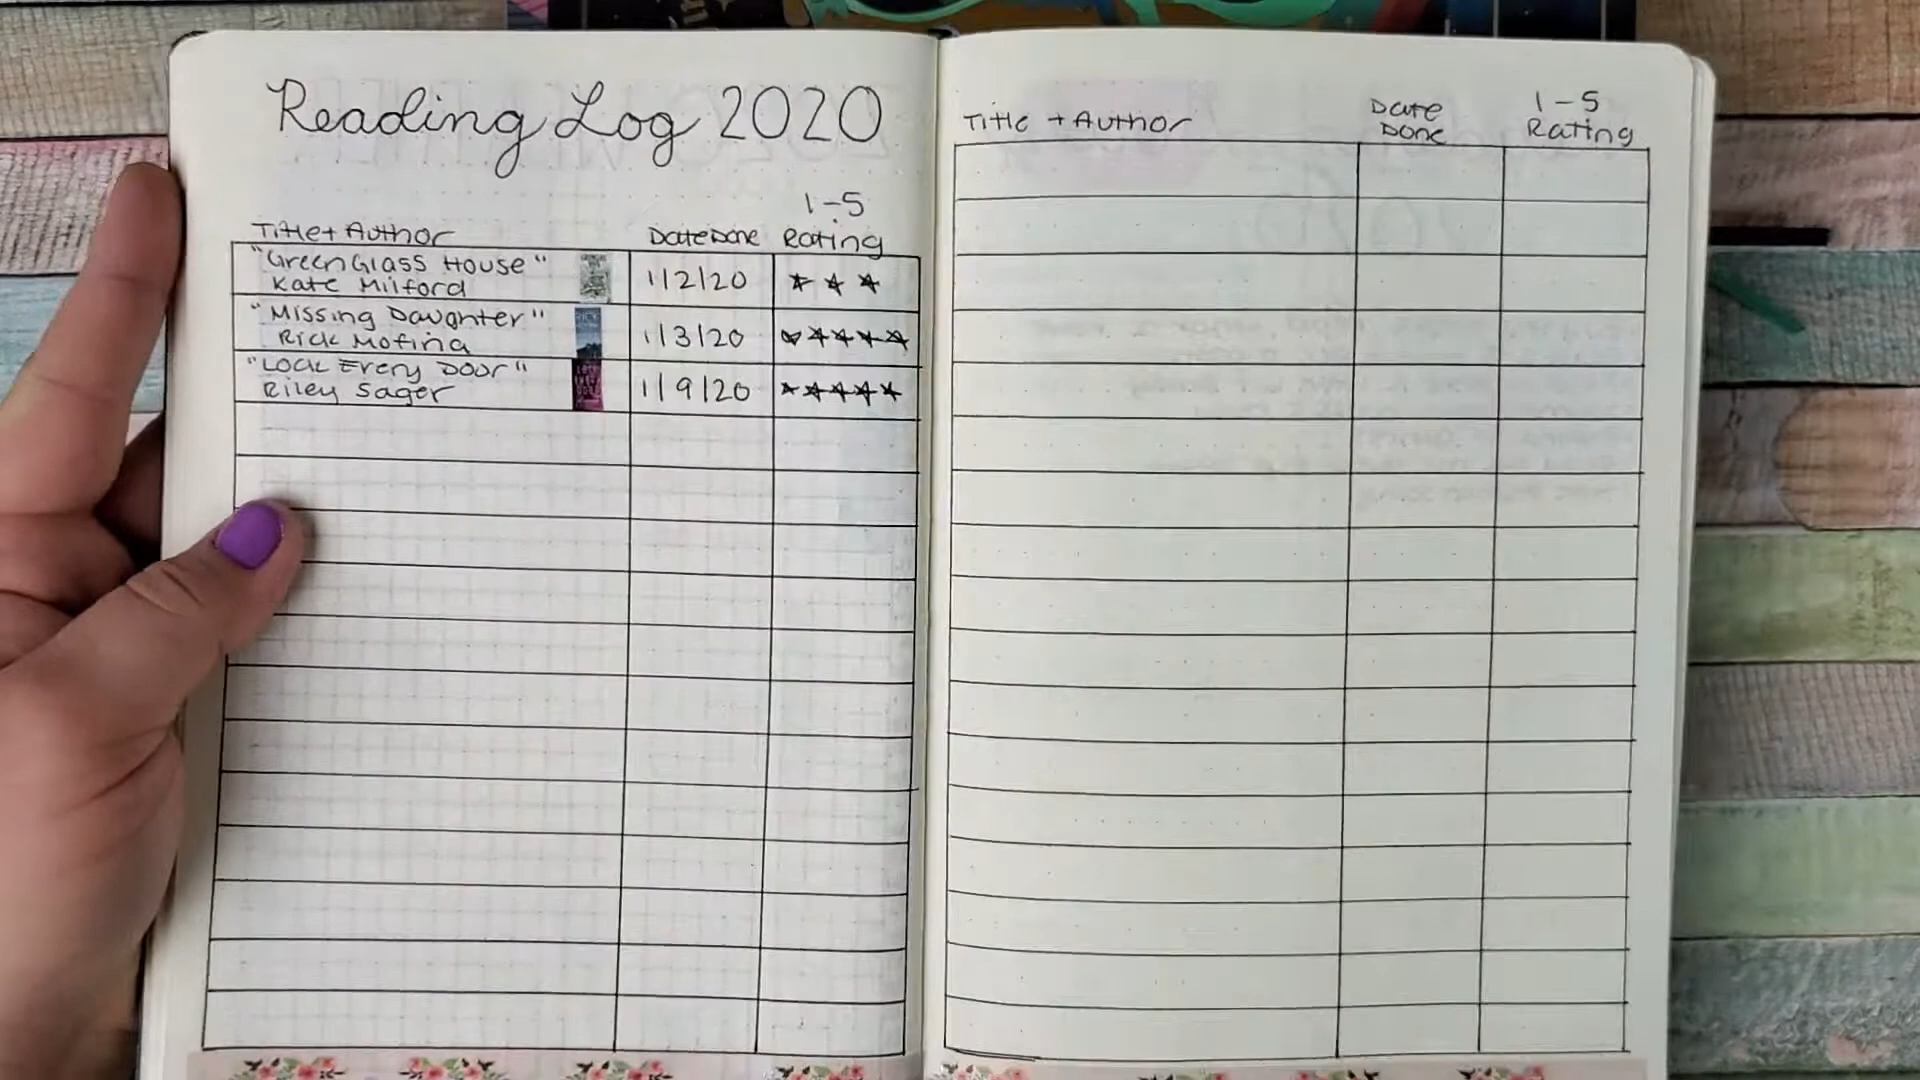 Reading Log 2020
1-5
Title + Author Date Done Rating
"Green Glass House"
Kate Milford 1/2/20
"Missing Daughter"
Rick Mofina 1/3/20
"Lock Every Door"
Riley Sager 1/9/20
Date 1-5
Title + Author Done Rating